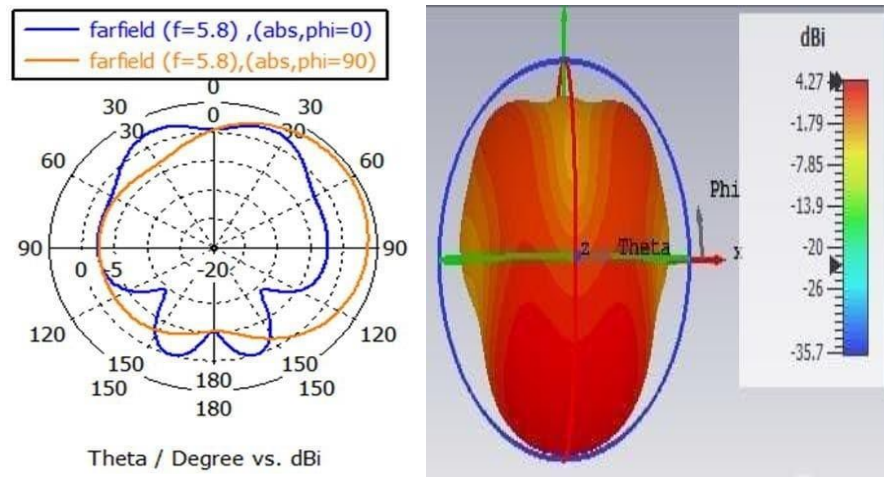 farfield (f=5.8) ,(abs,phi=0)
farfield (f=5.8),(abs,phi=90)
0
30 0 30
30 30
60 60
90 0 -5 -20 90
120 120
150 150
150 180 150
180
Theta / Degree vs. dBi
Phi
z Theta x
dBi
4.27
-1.79
-7.85
-13.9
-20
-26
-35.7